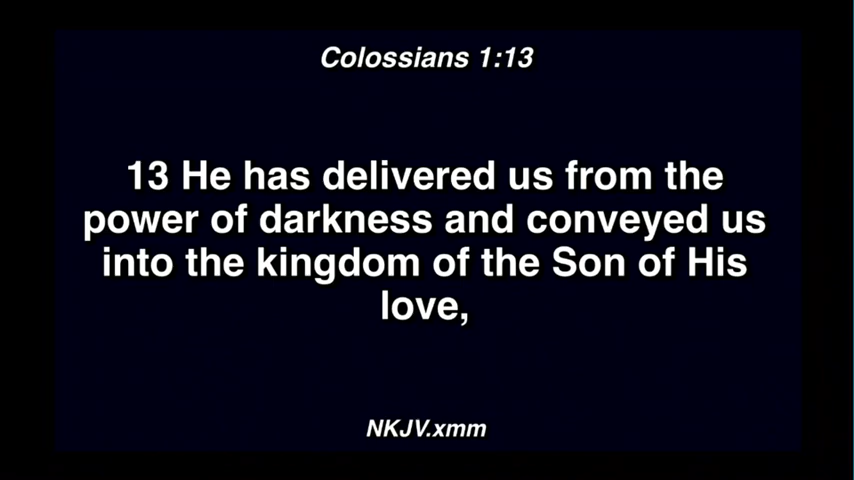 Colossians 1:13
13 He has delivered us from the
power of darkness and conveyed us
into the kingdom of the Son of His
love,
NKJV.xmm